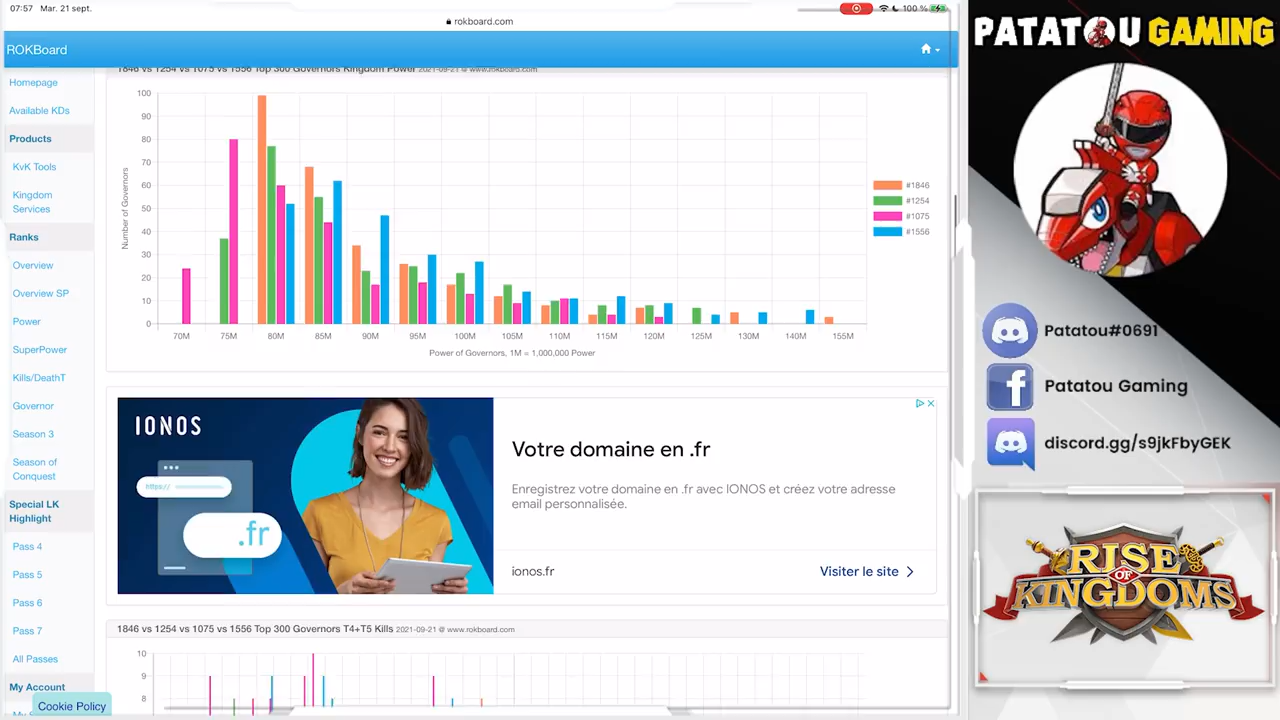 07:57 Mar. 21 sept.
100 %
rokboard.com
ROKBoard
Homepage
Available KDs
Products
KvK Tools
Kingdom
Services
Ranks
Overview
Overview SP
Power
SuperPower
Kills/DeathT
Governor
Season 3
Season of
Conquest
Special LK
Highlight
Pass 4
Pass 5
Pass 6
Pass 7
All Passes
My Account
Cookie Policy
1846 vs 1254 vs 1075 vs 1556 Top 300 Governors Kingdom Power 2021-09-21 @ www.rokboard.com
100
90
80
70
60
50
40
30
20
10
0
Number of Governors
70M 75M 80M 85M 90M 95M 100M 105M 110M 115M 120M 125M 130M 140M 155M
Power of Governors, 1M = 1,000,000 Power
#1846
#1254
#1075
#1556
IONOS
https://
.fr
Votre domaine en .fr
Enregistrez votre domaine en .fr avec IONOS et créez votre adresse
email personnalisée.
ionos.fr
Visiter le site
1846 vs 1254 vs 1075 vs 1556 Top 300 Governors T4+T5 Kills 2021-09-21 @ www.rokboard.com
10
9
8
PATATOU GAMING
Patatou#0691
Patatou Gaming
discord.gg/s9jkFbyGEK
RISE
OF
KINGDOMS